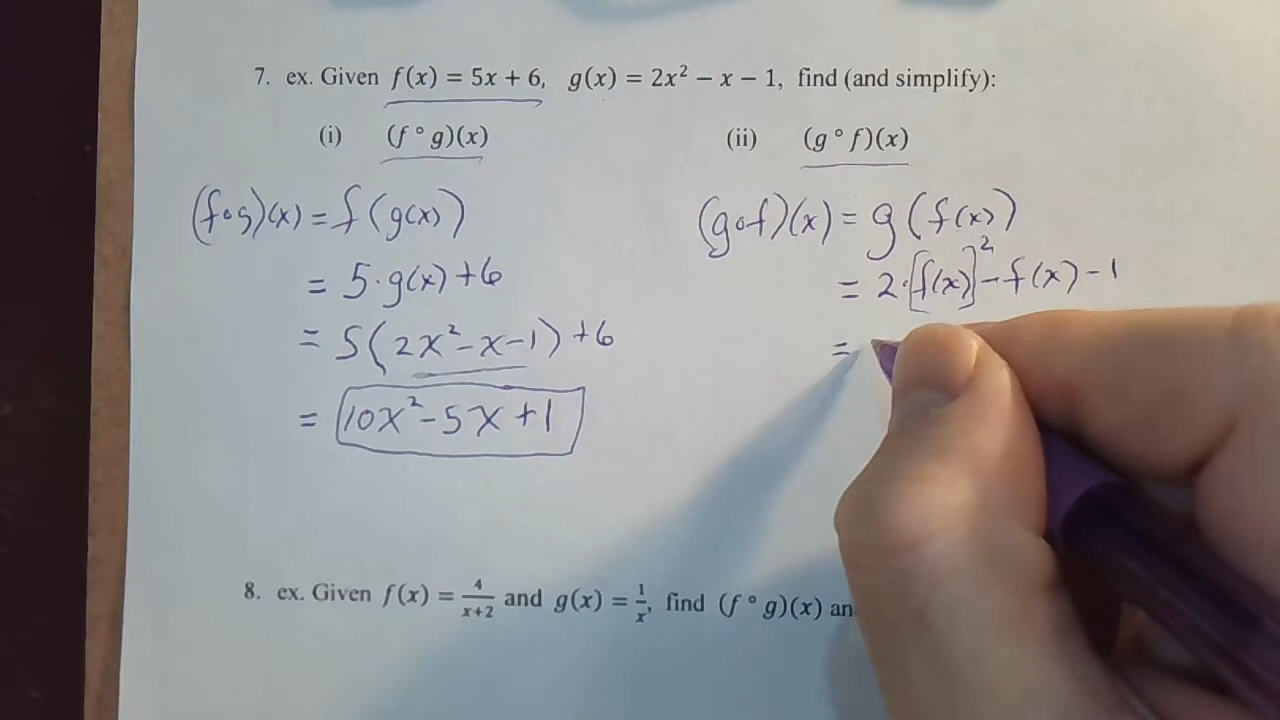 7. ex. Given f(x) = 5x + 6, g(x) = 2x² − x − 1, find (and simplify):
(i) (f ∘ g)(x)
(f∘g)(x) = f(g(x))
= 5·g(x)+6
= 5(2x²-x-1)+6
= 10x²-5x+1
(ii) (g ∘ f)(x)
(g∘f)(x) = g(f(x))
= 2·[f(x)]²-f(x)-1
=
8. ex. Given f(x) = 4/(x+2) and g(x) = 1/x, find (f ∘ g)(x) an